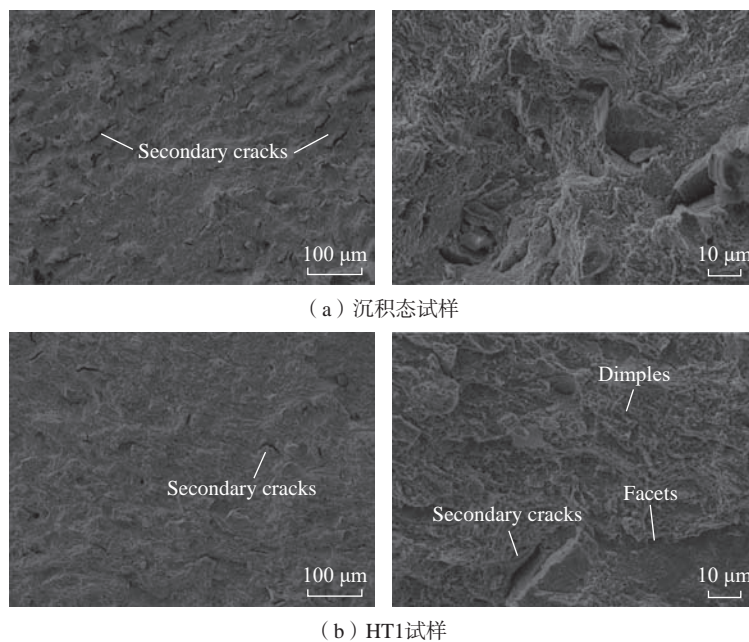 Secondary cracks
100 μm
10 μm
（a）沉积态试样
Dimples
Secondary cracks
Facets
Secondary cracks
100 μm
10 μm
（b）HT1试样